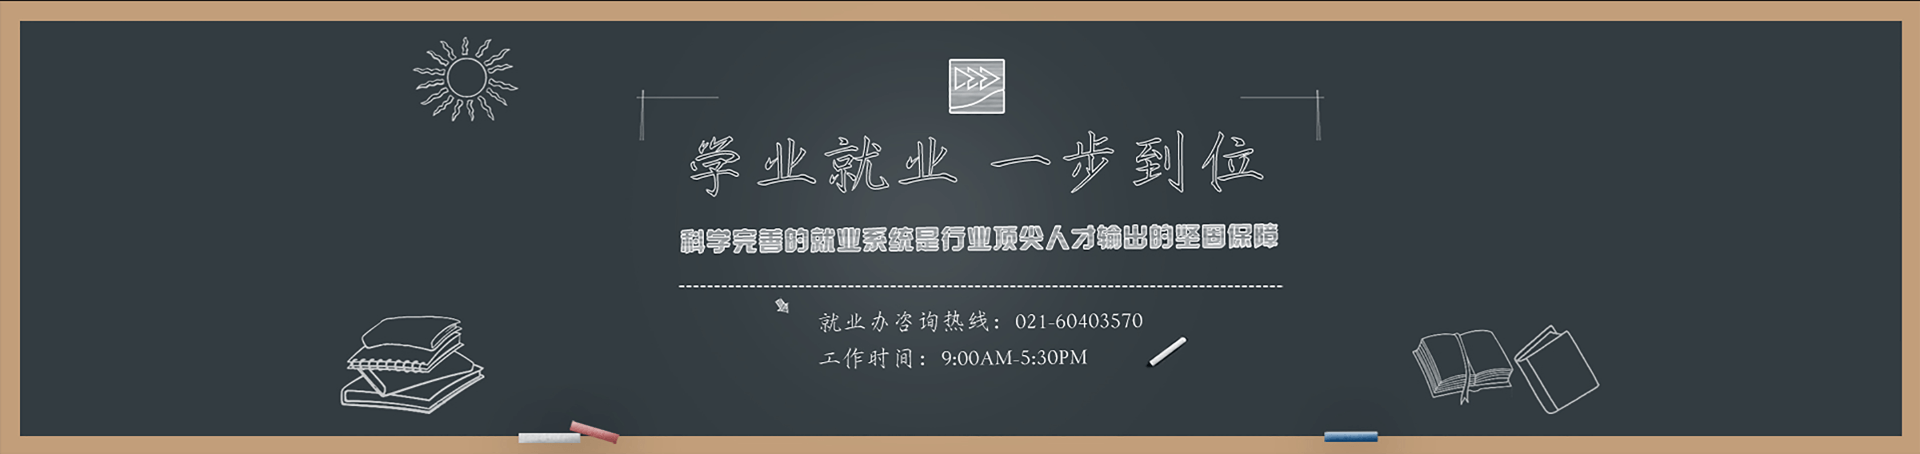 学业就业 一步到位
科学完善的就业系统是行业顶尖人才输出的坚固保障
就业办咨询热线：021-60403570
工作时间：9:00AM-5:30PM